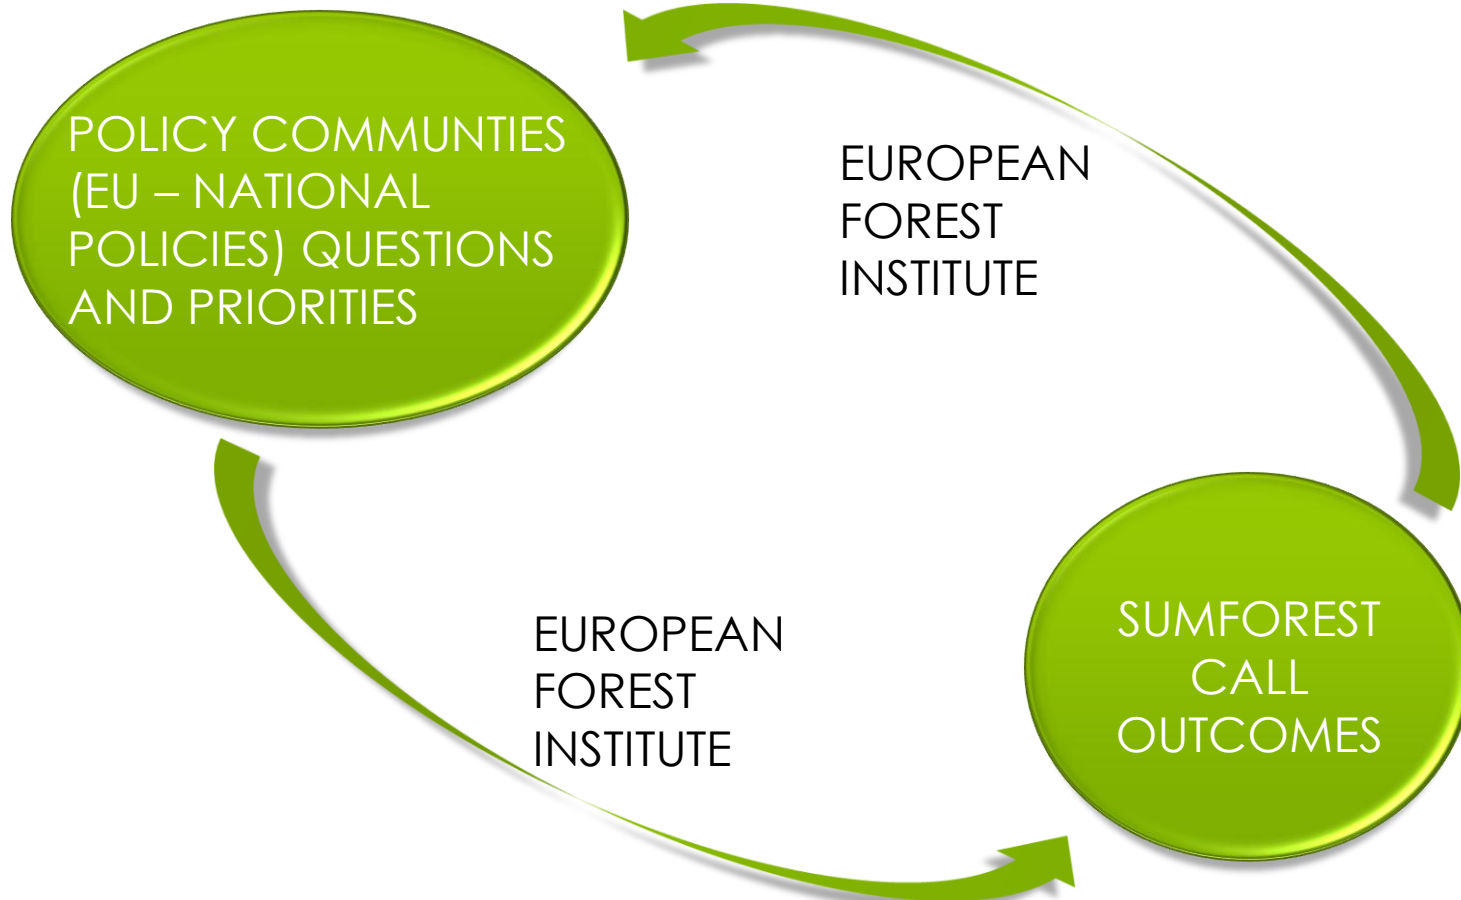 POLICY COMMUNTIES
(EU – NATIONAL
POLICIES) QUESTIONS
AND PRIORITIES
EUROPEAN
FOREST
INSTITUTE
EUROPEAN
FOREST
INSTITUTE
SUMFOREST
CALL
OUTCOMES